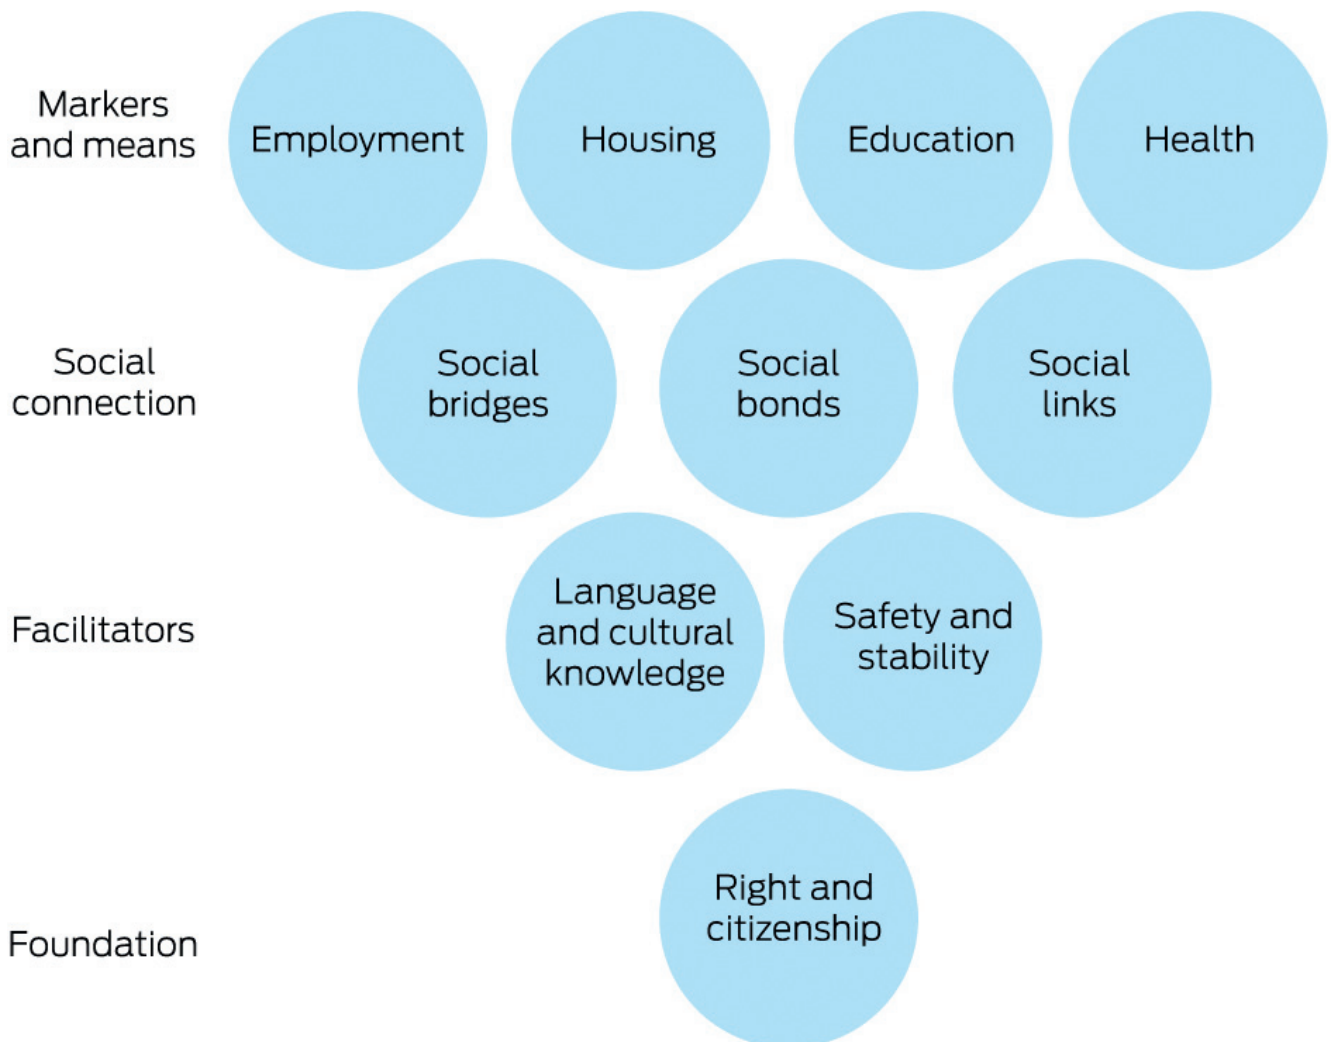 Markers
and means
Employment
Housing
Education
Health
Social
connection
Social
bridges
Social
bonds
Social
links
Facilitators
Language
and cultural
knowledge
Safety and
stability
Foundation
Right and
citizenship